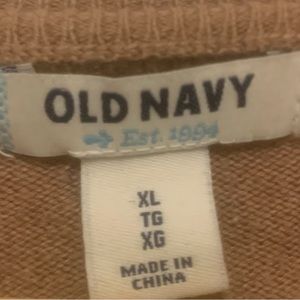 OLD NAVY
Est. 1994
XL
TG
XG
MADE IN
CHINA